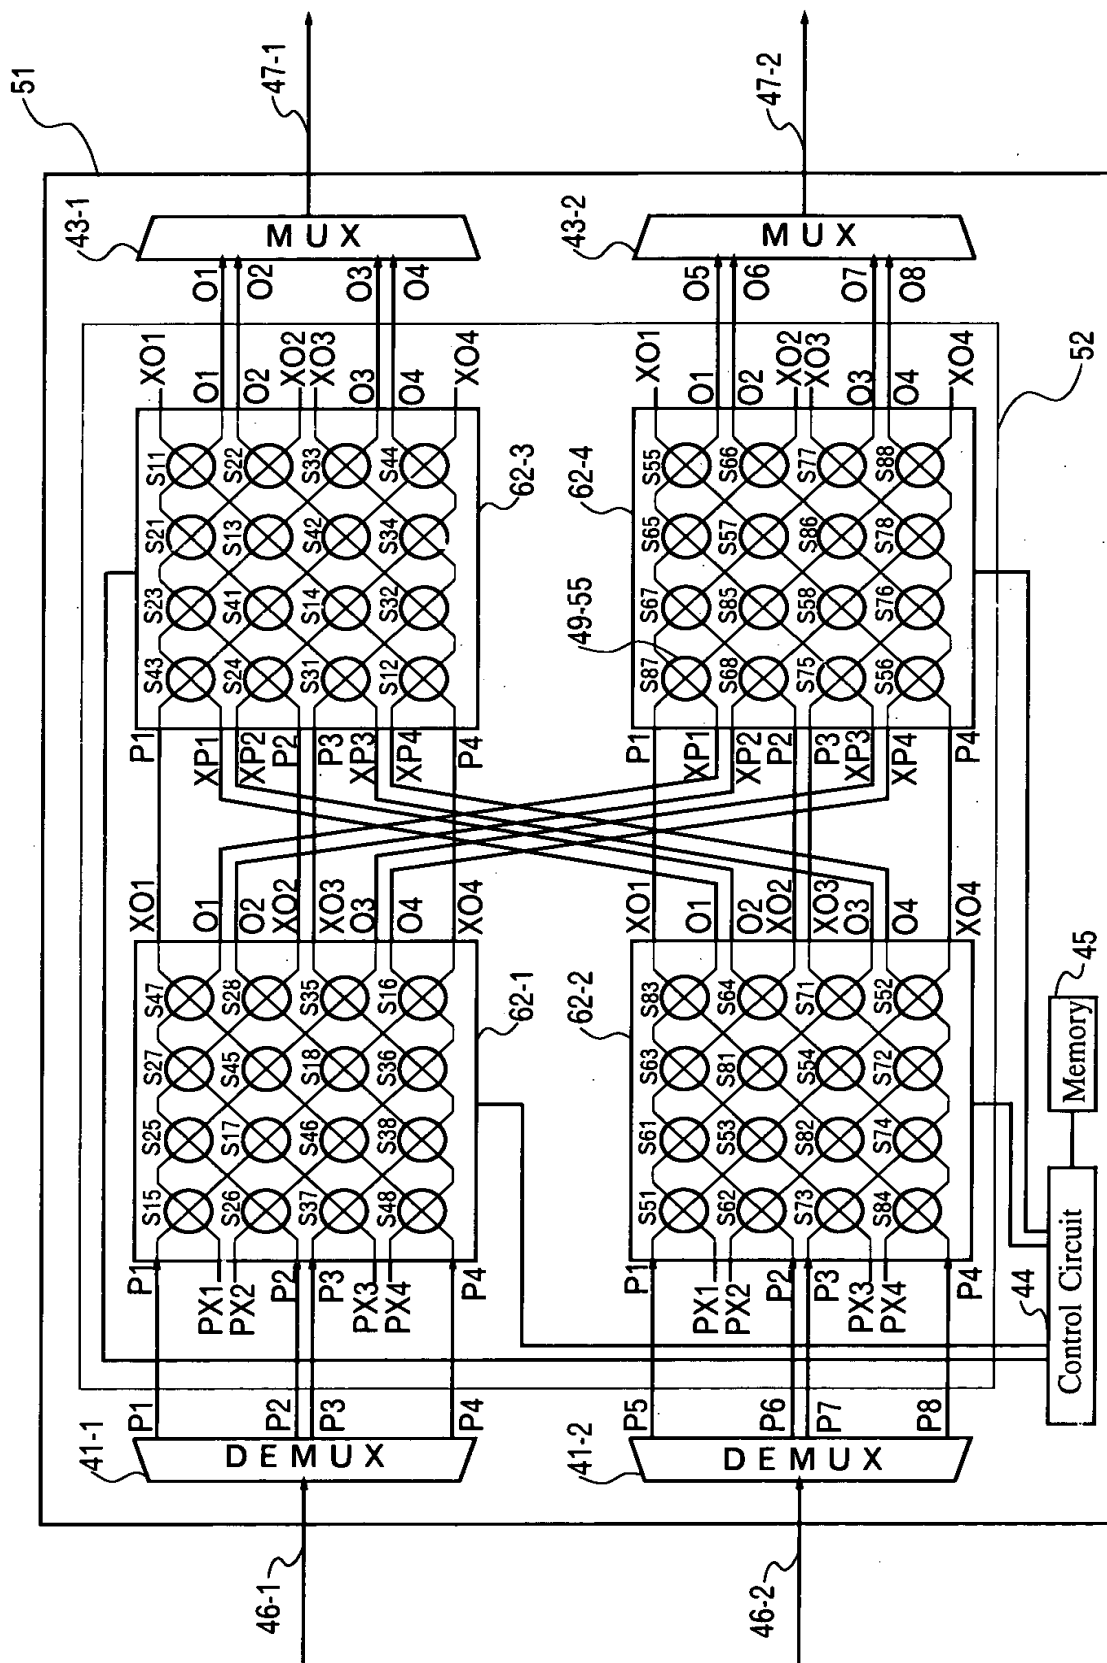 51
46-1
41-1
DEMUX
P1
P2
P3
P4
P1
PX1
PX2
P2
P3
PX3
PX4
P4
S15 S25 S27 S47
S26 S17 S45 S28
S37 S46 S18 S35
S48 S38 S36 S16
62-1
XO1
O1
O2
XO2
XO3
O3
O4
XO4
P1
XP1
XP2
P2
P3
XP3
XP4
P4
S43 S23 S21 S11
S24 S41 S13 S22
S31 S14 S42 S33
S12 S32 S34 S44
62-3
XO1
O1
O2
XO2
XO3
O3
O4
XO4
O1
O2
O3
O4
43-1
MUX
47-1
46-2
41-2
DEMUX
P5
P6
P7
P8
P1
PX1
PX2
P2
P3
PX3
PX4
P4
S51 S61 S63 S83
S62 S53 S81 S64
S73 S82 S54 S71
S84 S74 S72 S52
62-2
XO1
O1
O2
XO2
XO3
O3
O4
XO4
P1
XP1
XP2
P2
P3
XP3
XP4
P4
S87 S67 S65 S55
S68 S85 S57 S66
S75 S58 S86 S77
S56 S76 S78 S88
49-55
62-4
XO1
O1
O2
XO2
XO3
O3
O4
XO4
O5
O6
O7
O8
43-2
MUX
47-2
52
44
Control Circuit
Memory
45